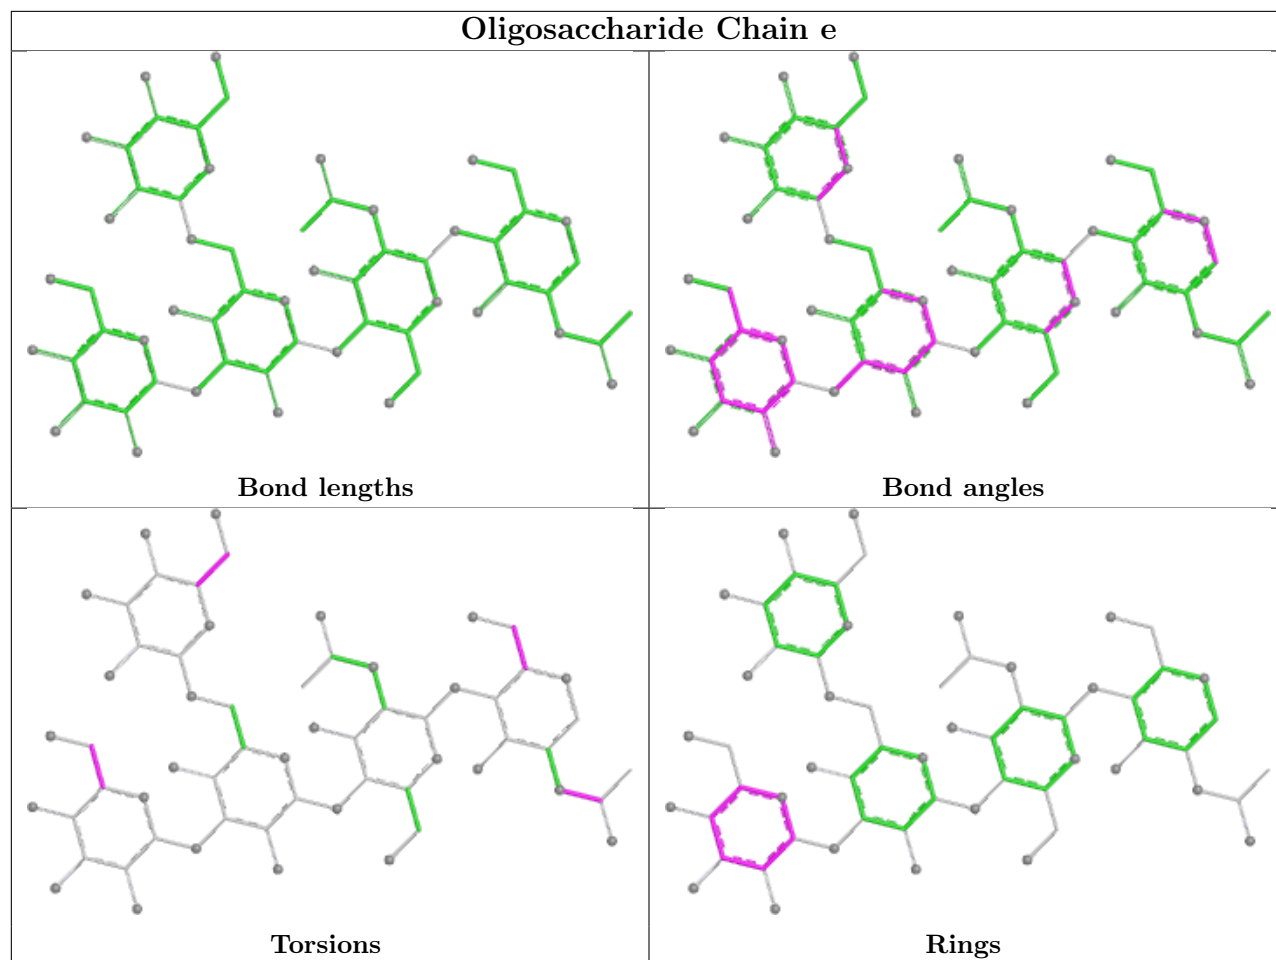 Oligosaccharide Chain e
Bond lengths
Bond angles
Torsions
Rings